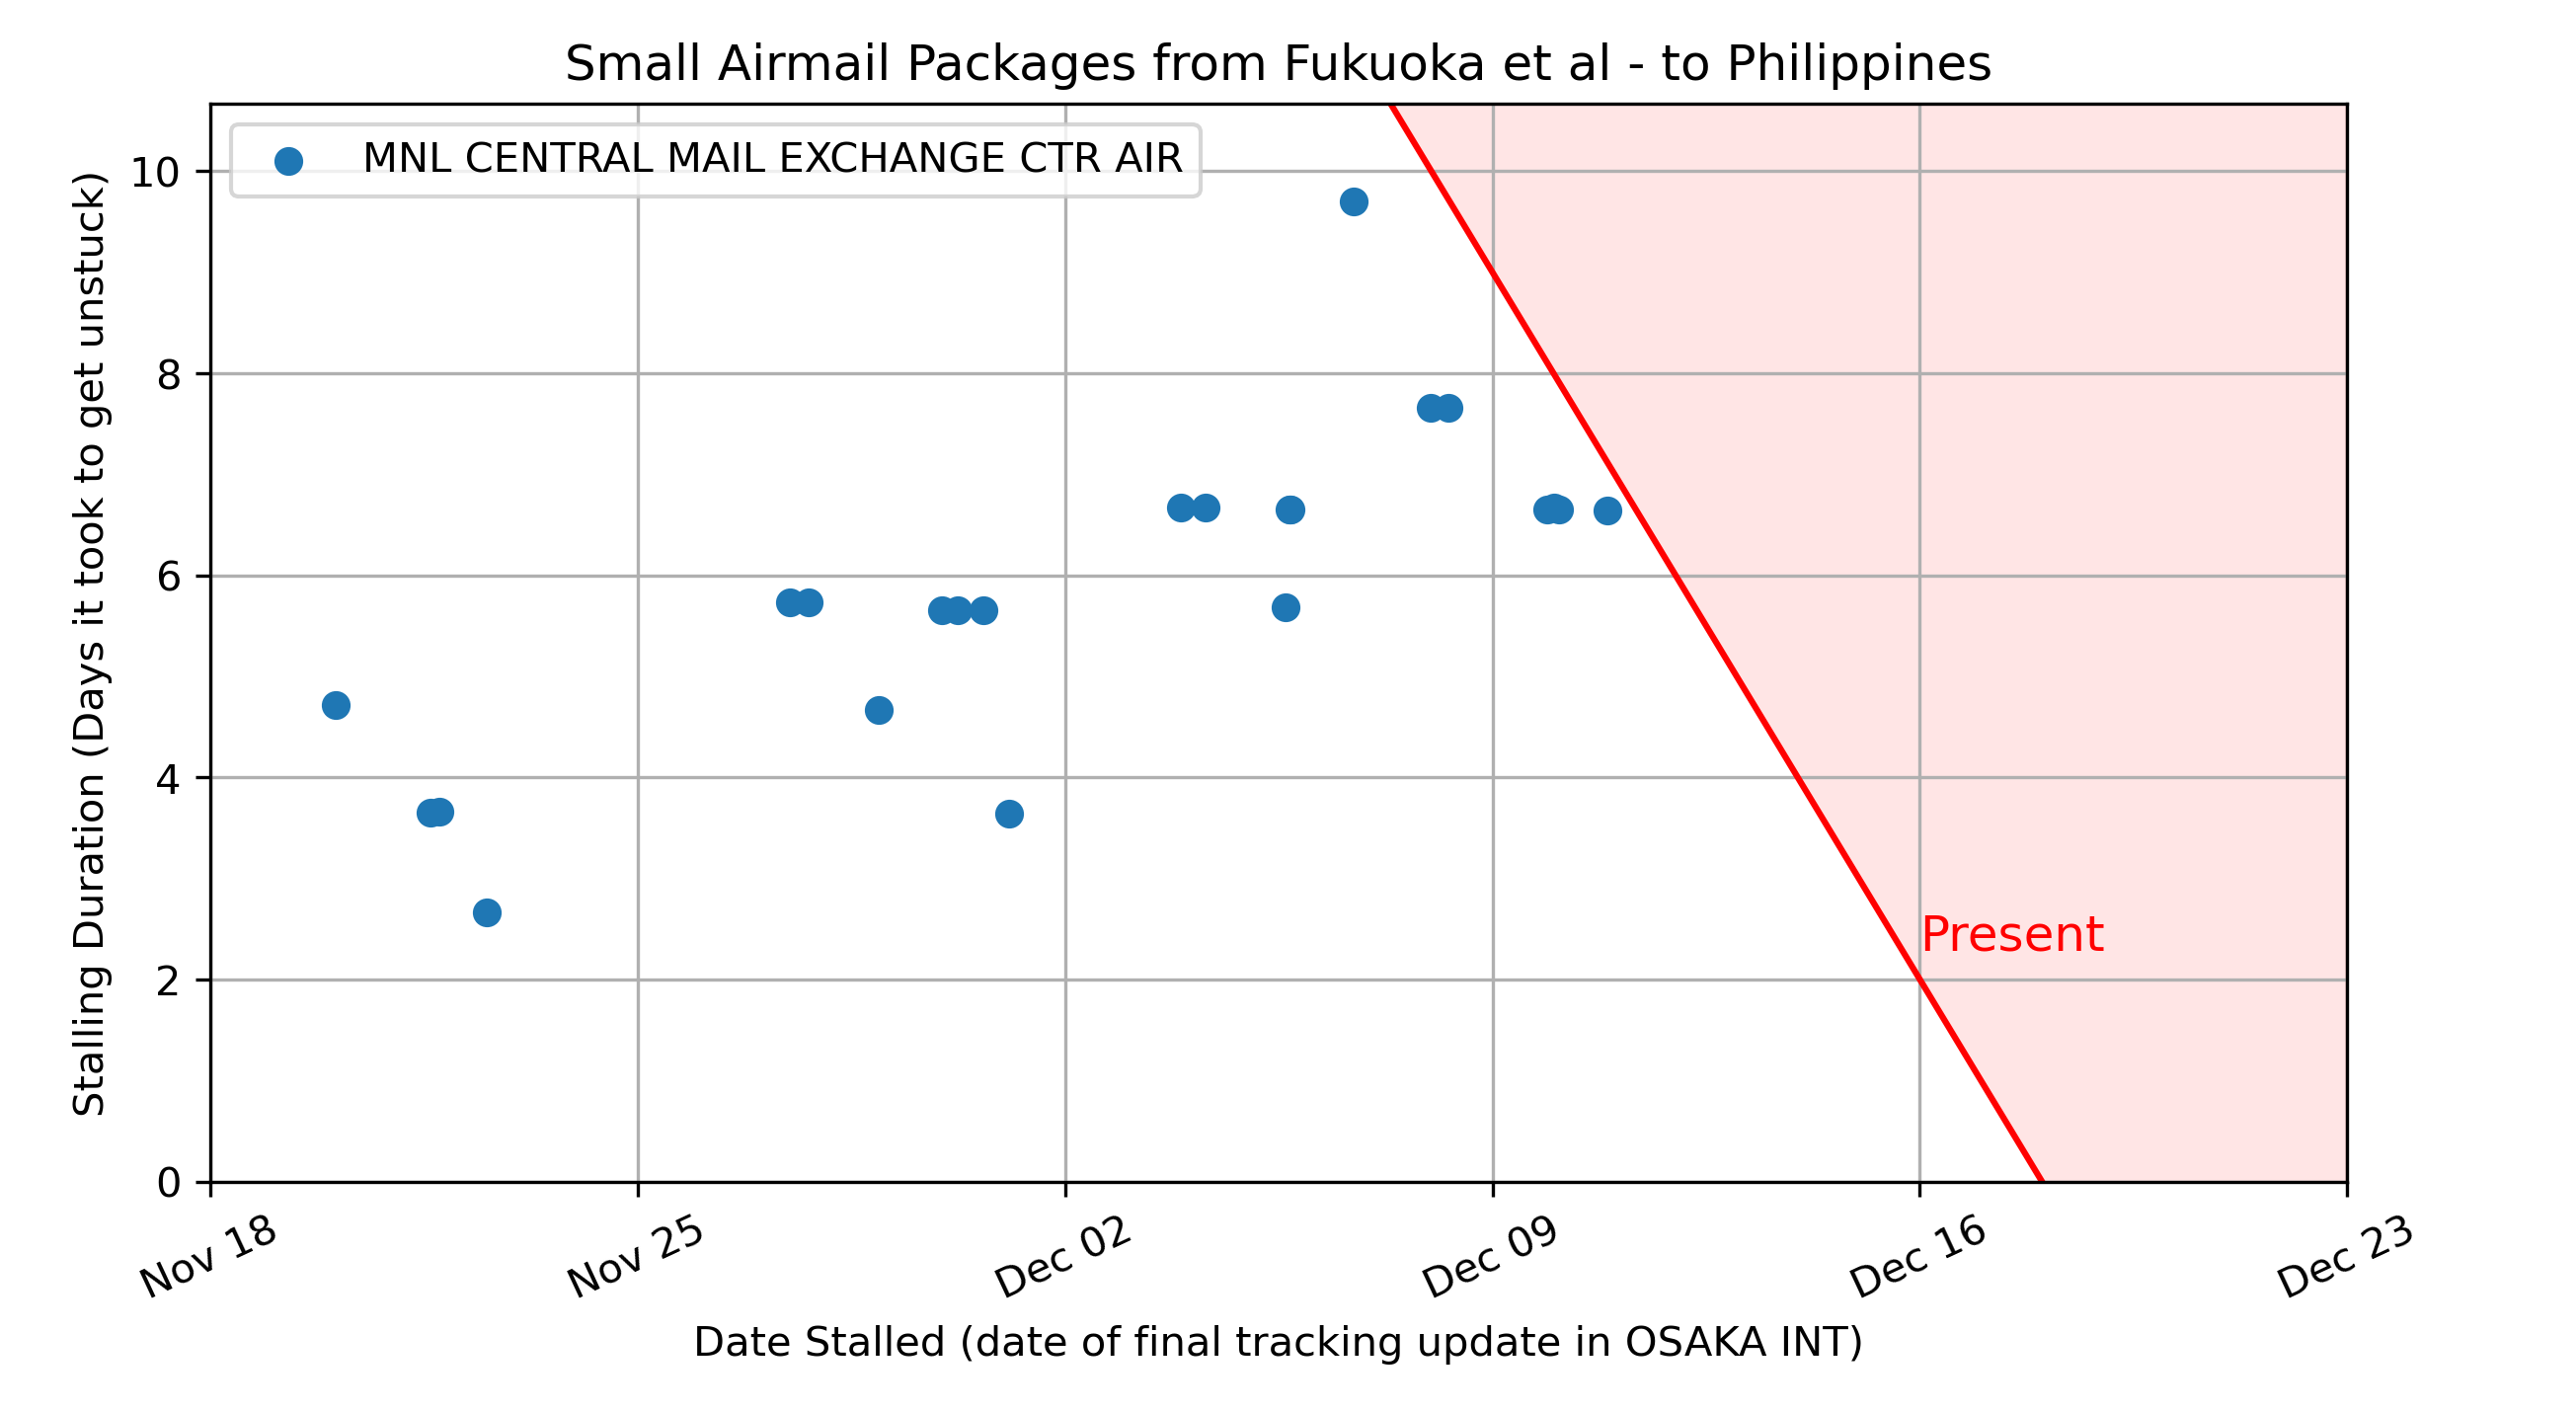 Small Airmail Packages from Fukuoka et al - to Philippines
MNL CENTRAL MAIL EXCHANGE CTR AIR
Stalling Duration (Days it took to get unstuck)
10
8
6
4
2
0
Present
Nov 18
Nov 25
Dec 02
Dec 09
Dec 16
Dec 23
Date Stalled (date of final tracking update in OSAKA INT)